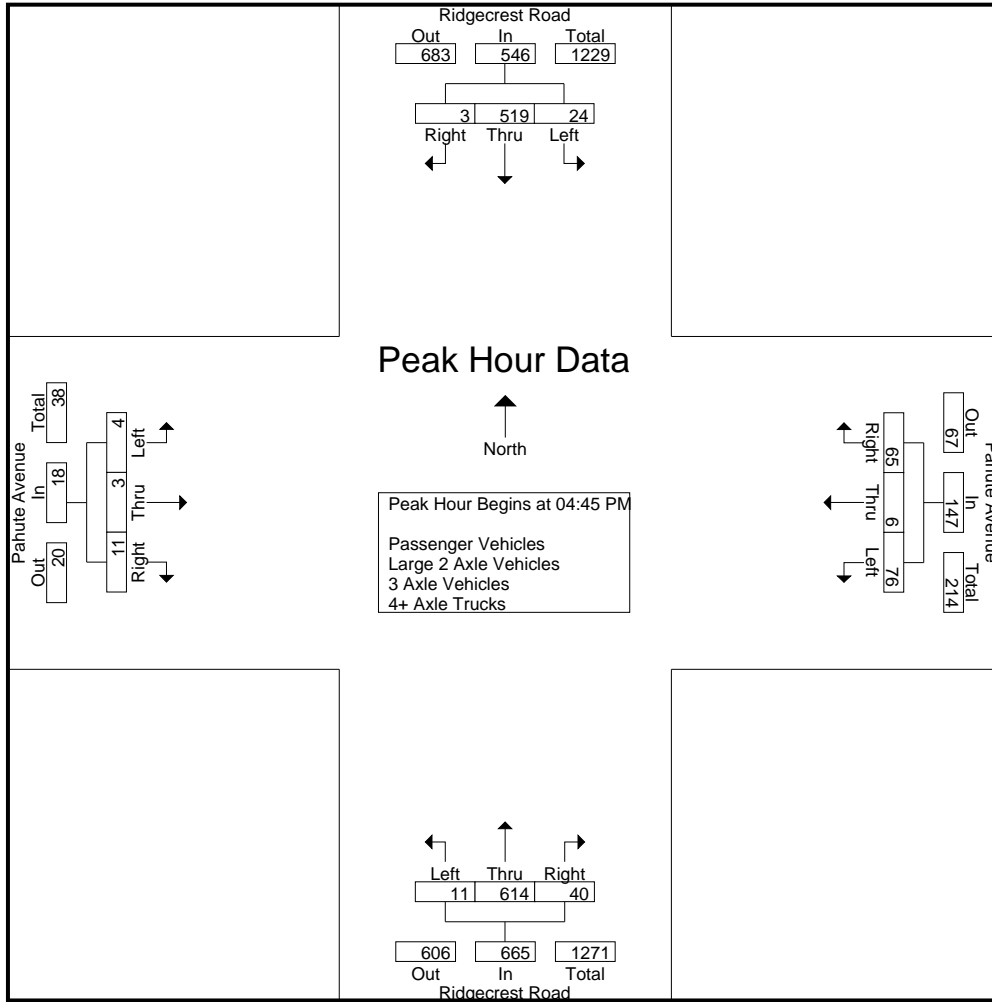 Ridgecrest Road
Out In Total
683 546 1229
3 519 24
Right Thru Left
Peak Hour Data
North
Peak Hour Begins at 04:45 PM
Passenger Vehicles
Large 2 Axle Vehicles
3 Axle Vehicles
4+ Axle Trucks
Pahute Avenue
Out In Total
20 18 38
11 3 4
Right Thru Left
Pahute Avenue
Out In Total
67 147 214
65 6 76
Right Thru Left
Left Thru Right
11 614 40
606 665 1271
Out In Total
Ridgecrest Road